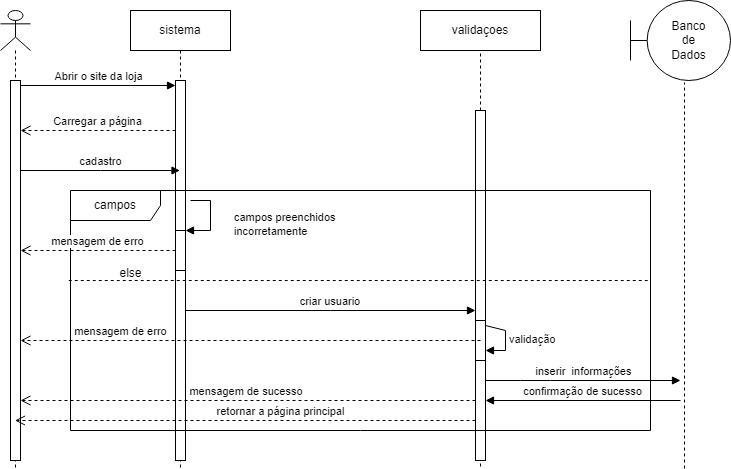 sistema
validaçoes
Banco
de
Dados
Abrir o site da loja
Carregar a página
cadastro
campos
campos preenchidos
incorretamente
mensagem de erro
else
criar usuario
mensagem de erro
validação
inserir informações
mensagem de sucesso
confirmação de sucesso
retornar a página principal